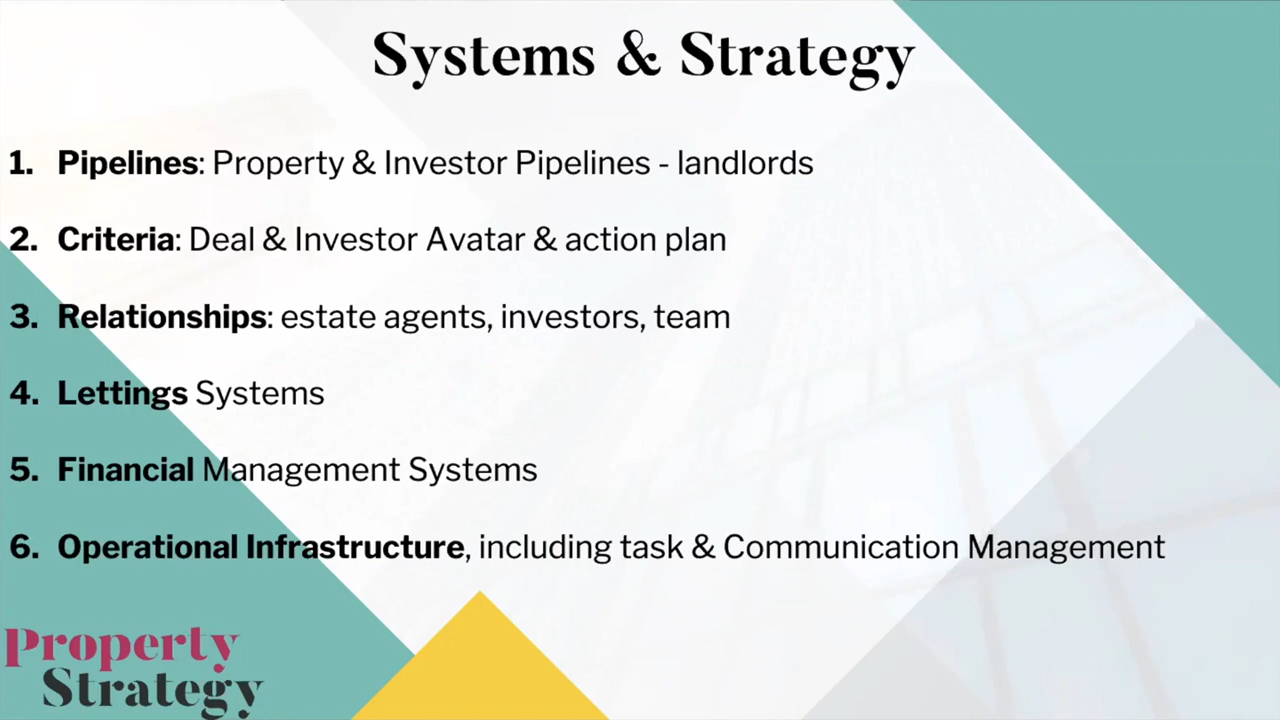 Systems & Strategy
1. Pipelines: Property & Investor Pipelines - landlords
2. Criteria: Deal & Investor Avatar & action plan
3. Relationships: estate agents, investors, team
4. Lettings Systems
5. Financial Management Systems
6. Operational Infrastructure, including task & Communication Management
Property
Strategy